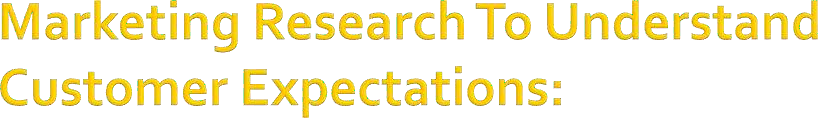 Marketing Research To Understand
Customer Expectations: